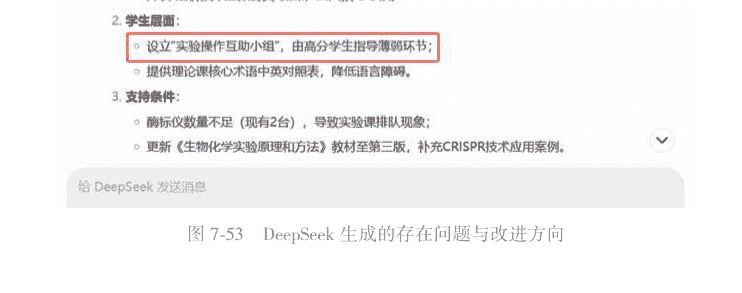 2. 学生层面：
设立“实验操作互助小组”，由高分学生指导薄弱环节；
提供理论课核心术语中英对照表，降低语言障碍。
3. 支持条件：
酶标仪数量不足（现有2台），导致实验课排队现象；
更新《生物化学实验原理和方法》教材至第三版，补充CRISPR技术应用案例。
给 DeepSeek 发送消息
图 7-53 DeepSeek 生成的存在问题与改进方向